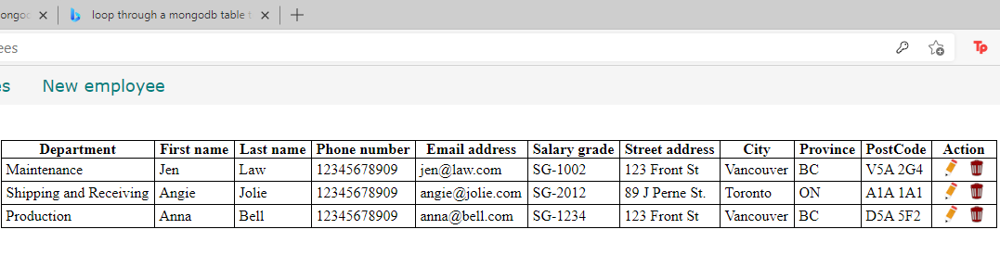 loop through a mongodb table
ees
Tp
es New employee
Department First name Last name Phone number Email address Salary grade Street address City Province PostCode Action
Maintenance Jen Law 12345678909 jen@law.com SG-1002 123 Front St Vancouver BC V5A 2G4
Shipping and Receiving Angie Jolie 12345678909 angie@jolie.com SG-2012 89 J Perne St. Toronto ON A1A 1A1
Production Anna Bell 12345678909 anna@bell.com SG-1234 123 Front St Vancouver BC D5A 5F2